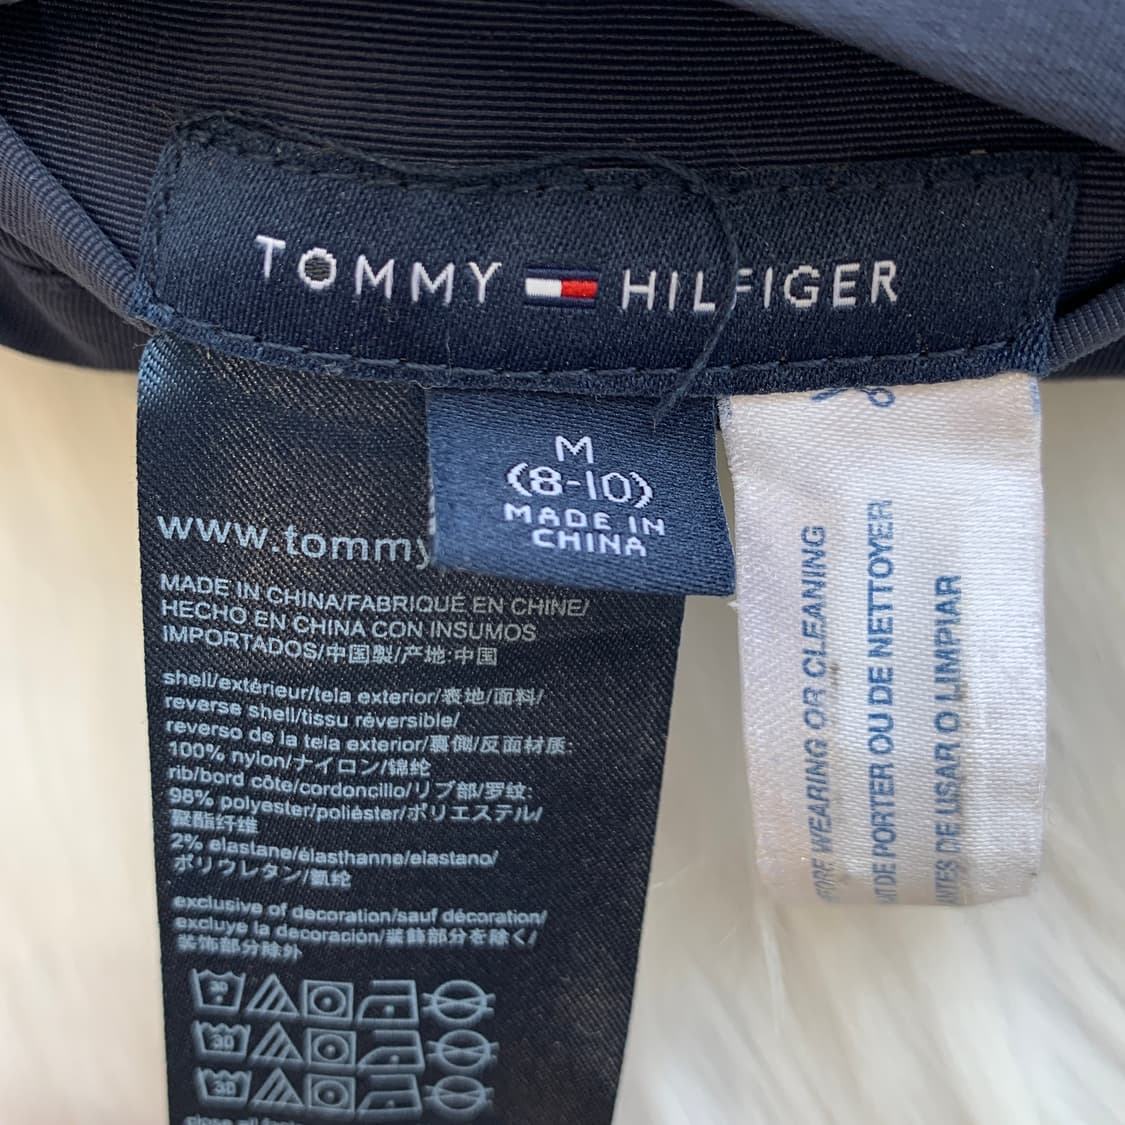 TOMMY HILFIGER
M
(8-10)
MADE IN
CHINA
www.tommy
MADE IN CHINA/FABRIQUÉ EN CHINE/
HECHO EN CHINA CON INSUMOS
IMPORTADOS/中国製/产地:中国
shell/extérieur/tela exterior/表地/面料/
reverse shell/tissu réversible/
reverso de la tela exterior/裏側/反面材质:
100% nylon/ナイロン/锦纶
rib/bord côte/cordoncillo/リブ部/罗纹:
98% polyester/poliéster/ポリエステル/
聚酯纤维
2% elastane/élasthanne/elastano/
ポリウレタン/氨纶
exclusive of decoration/sauf décoration/
excluye la decoración/装飾部分を除く/
装饰部分除外
30
30
30
WEARING OR CLEANING
DE PORTER OU DE NETTOYER
DE USAR O LIMPIAR